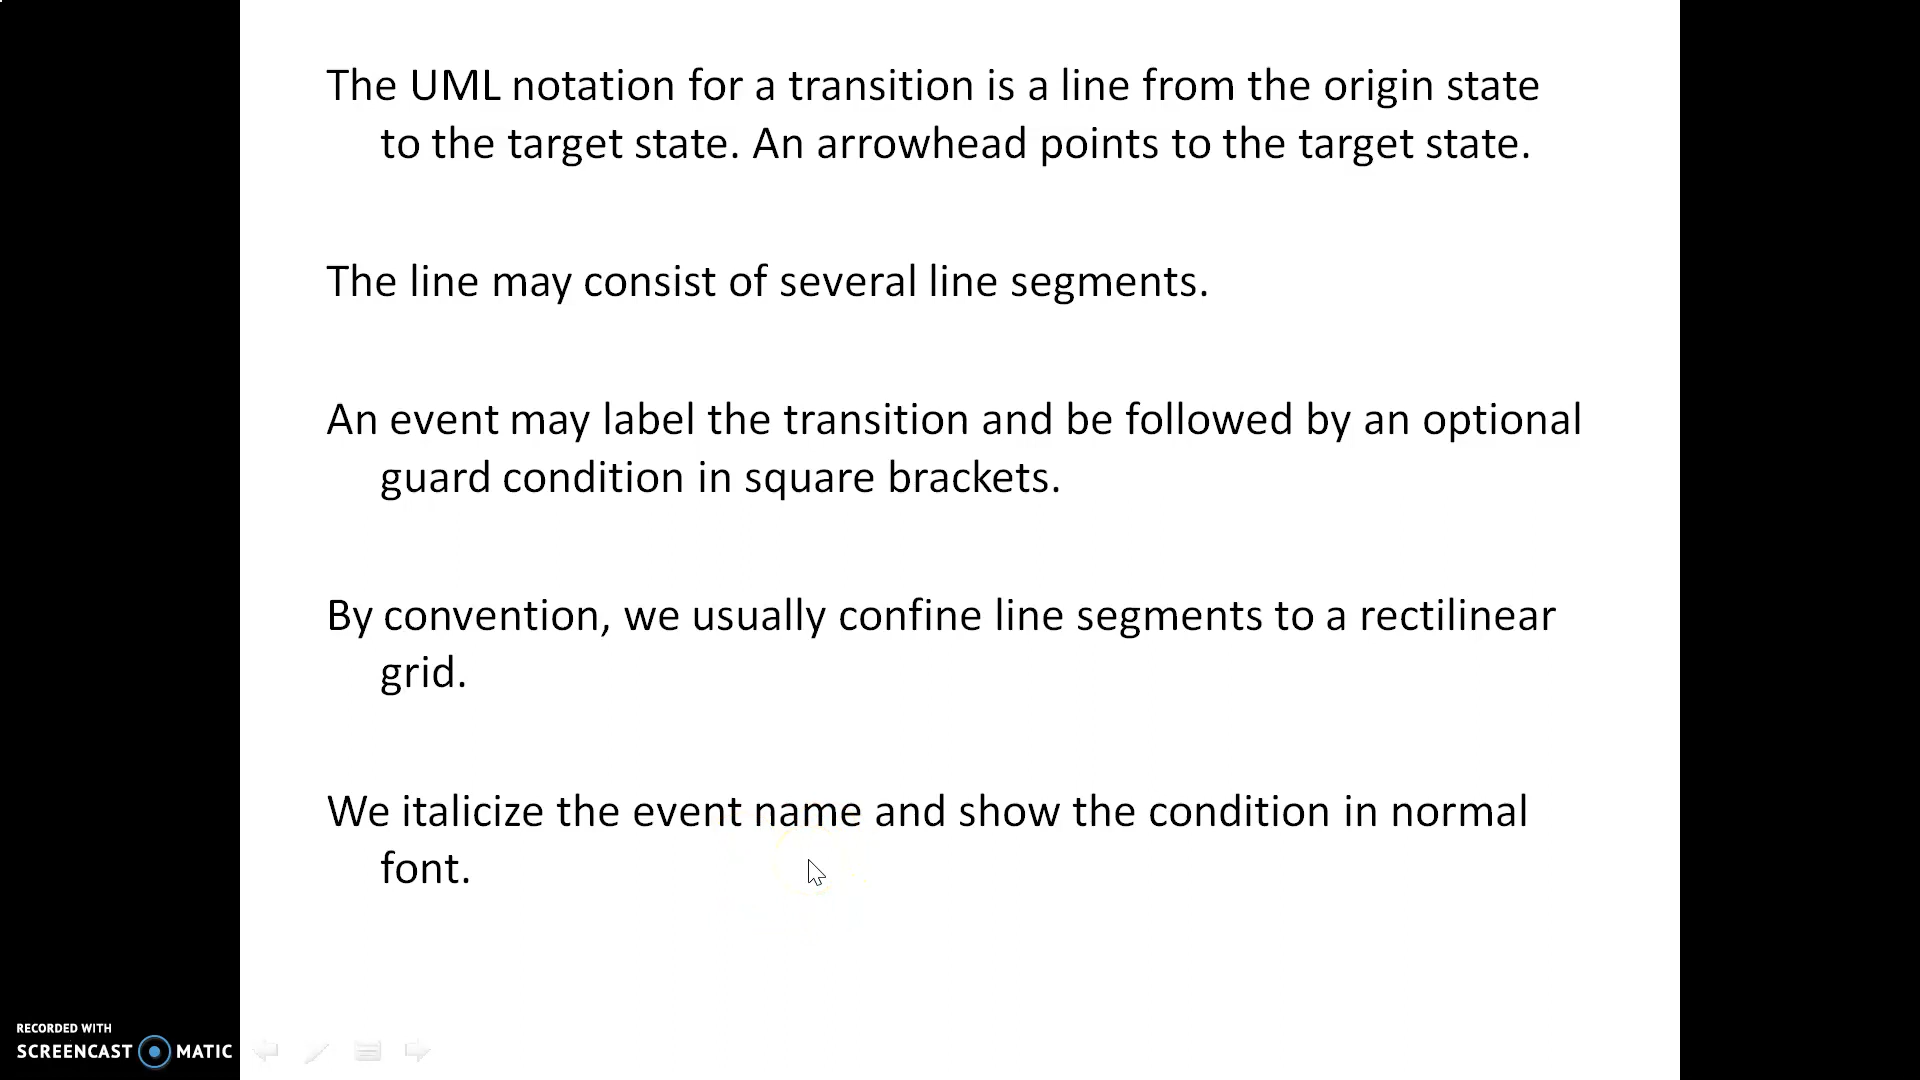 The UML notation for a transition is a line from the origin state
to the target state. An arrowhead points to the target state.
The line may consist of several line segments.
An event may label the transition and be followed by an optional
guard condition in square brackets.
By convention, we usually confine line segments to a rectilinear
grid.
We italicize the event name and show the condition in normal
font.
RECORDED WITH
SCREENCAST MATIC